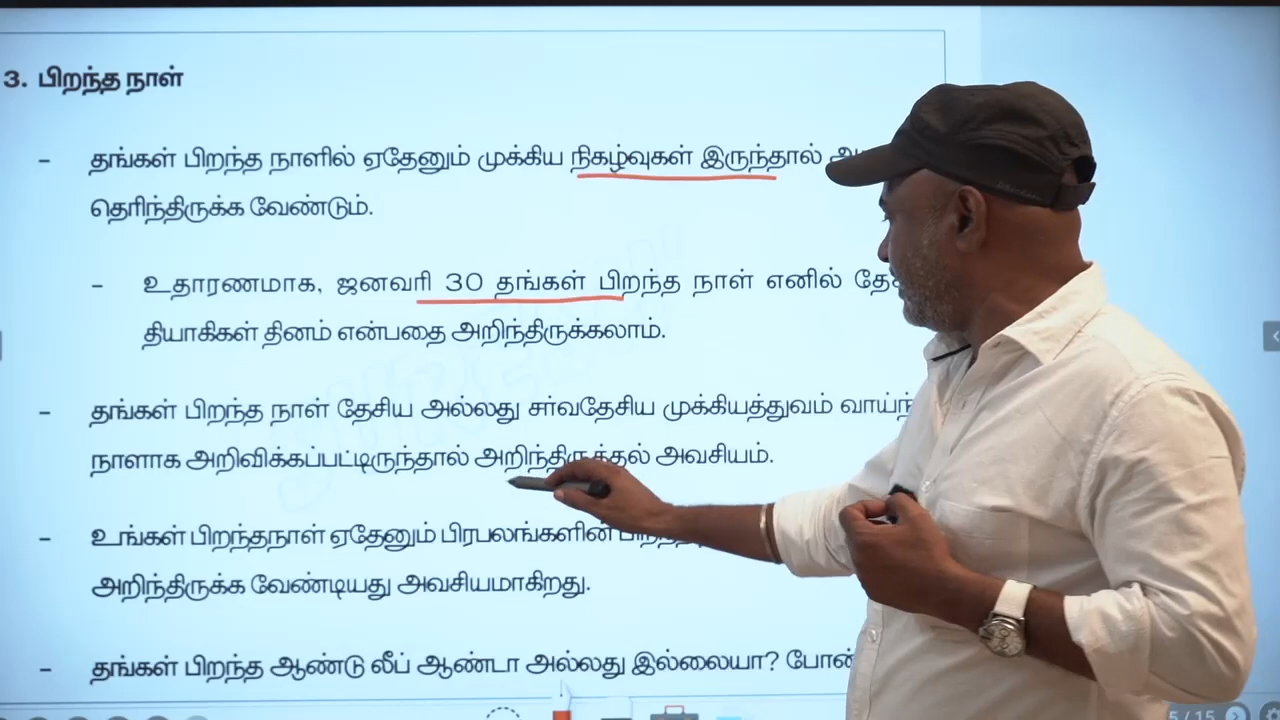 3. பிறந்த நாள்
– தங்கள் பிறந்த நாளில் ஏதேனும் முக்கிய நிகழ்வுகள் இருந்தால்
தெரிந்திருக்க வேண்டும்.
– உதாரணமாக, ஜனவரி 30 தங்கள் பிறந்த நாள் எனில்
தியாகிகள் தினம் என்பதை அறிந்திருக்கலாம்.
– தங்கள் பிறந்த நாள் தேசிய அல்லது சர்வதேசிய முக்கியத்துவம்
நாளாக அறிவிக்கப்பட்டிருந்தால் அறிந்திருத்தல் அவசியம்.
– உங்கள் பிறந்தநாள் ஏதேனும் பிரபலங்களின்
அறிந்திருக்க வேண்டியது அவசியமாகிறது.
– தங்கள் பிறந்த ஆண்டு லீப் ஆண்டா அல்லது இல்லையா?
5 / 15